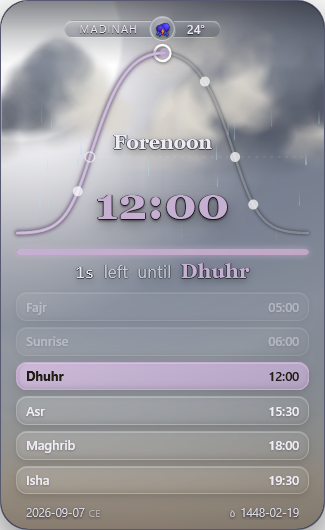 MADINAH 24°
Forenoon
12:00
1s left until Dhuhr
Fajr 05:00
Sunrise 06:00
Dhuhr 12:00
Asr 15:30
Maghrib 18:00
Isha 19:30
2026-09-07 CE 1448-02-19